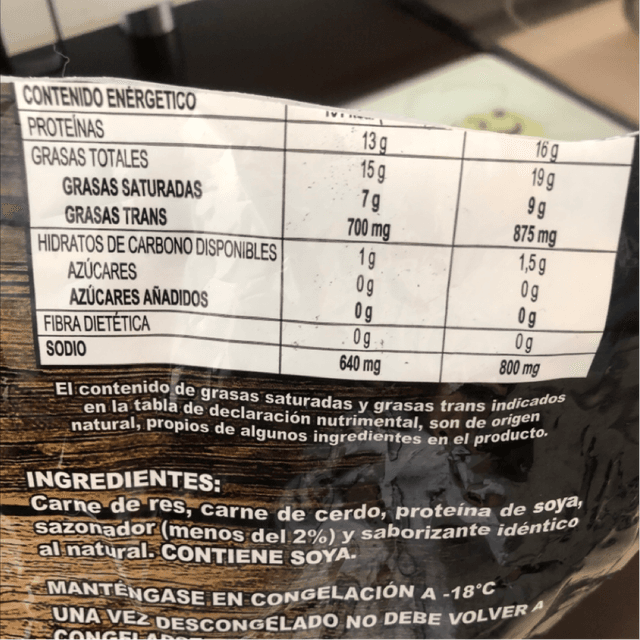 CONTENIDO ENERGETICO
PROTEÍNAS 13 g 16 g
GRASAS TOTALES 15 g 19 g
GRASAS SATURADAS 7 g 9 g
GRASAS TRANS 700 mg 875 mg
HIDRATOS DE CARBONO DISPONIBLES 1 g 1,5 g
AZÚCARES 0 g 0 g
AZÚCARES AÑADIDOS 0 g 0 g
FIBRA DIETÉTICA 0 g 0 g
SODIO 640 mg 800 mg
El contenido de grasas saturadas y grasas trans indicados
en la tabla de declaración nutrimental, son de origen
natural, propios de algunos ingredientes en el producto.
INGREDIENTES:
Carne de res, carne de cerdo, proteína de soya,
sazonador (menos del 2%) y saborizante idéntico
al natural. CONTIENE SOYA.
MANTÉNGASE EN CONGELACIÓN A -18°C
UNA VEZ DESCONGELADO NO DEBE VOLVER A